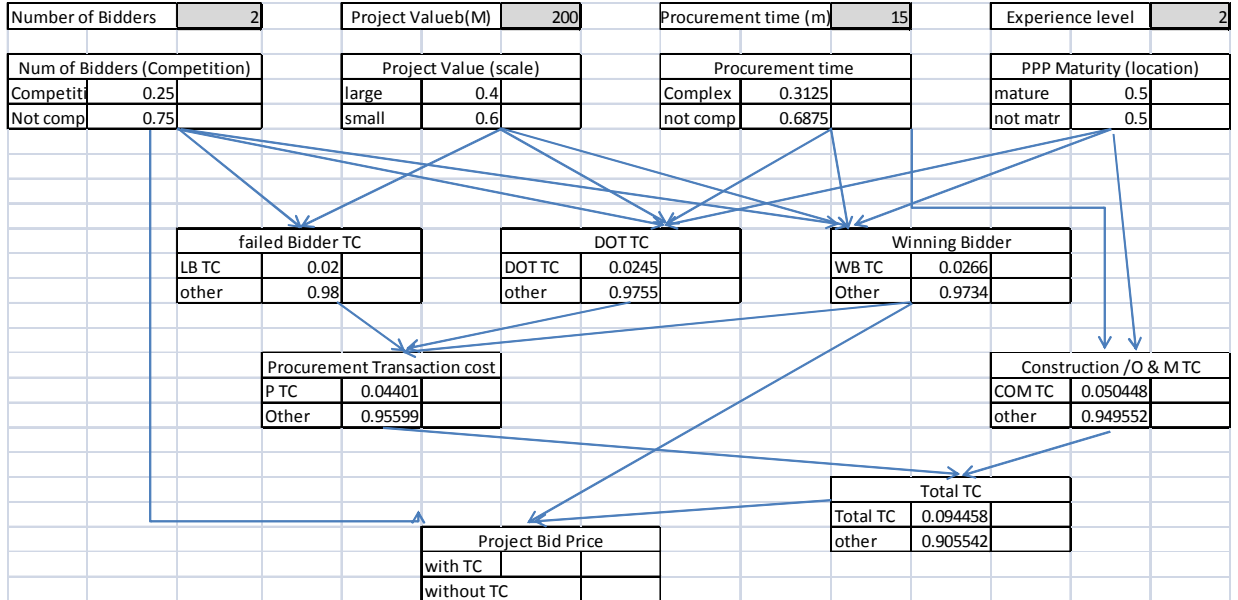 Number of Bidders 2 Project Valueb(M) 200 Procurement time (m) 15 Experience level 2
Num of Bidders (Competition) Project Value (scale) Procurement time PPP Maturity (location)
Competiti 0.25 large 0.4 Complex 0.3125 mature 0.5
Not comp 0.75 small 0.6 not comp 0.6875 not matr 0.5
failed Bidder TC DOT TC Winning Bidder
LB TC 0.02 DOT TC 0.0245 WB TC 0.0266
other 0.98 other 0.9755 Other 0.9734
Procurement Transaction cost Construction /O & M TC
P TC 0.04401 COM TC 0.050448
Other 0.95599 other 0.949552
Total TC
Total TC 0.094458
Project Bid Price other 0.905542
with TC
without TC